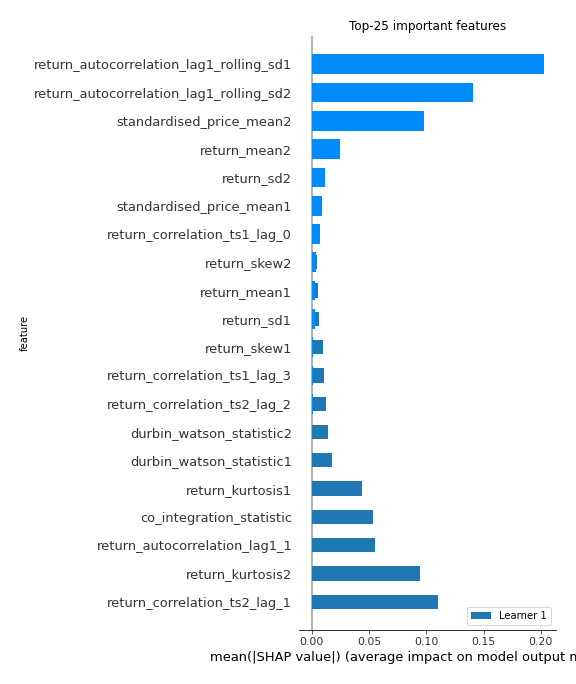 Top-25 important features
return_autocorrelation_lag1_rolling_sd1
return_autocorrelation_lag1_rolling_sd2
standardised_price_mean2
return_mean2
return_sd2
standardised_price_mean1
return_correlation_ts1_lag_0
return_skew2
return_mean1
return_sd1
return_skew1
return_correlation_ts1_lag_3
return_correlation_ts2_lag_2
durbin_watson_statistic2
durbin_watson_statistic1
return_kurtosis1
co_integration_statistic
return_autocorrelation_lag1_1
return_kurtosis2
return_correlation_ts2_lag_1
feature
Learner 1
0.00 0.05 0.10 0.15 0.20
mean(|SHAP value|) (average impact on model output